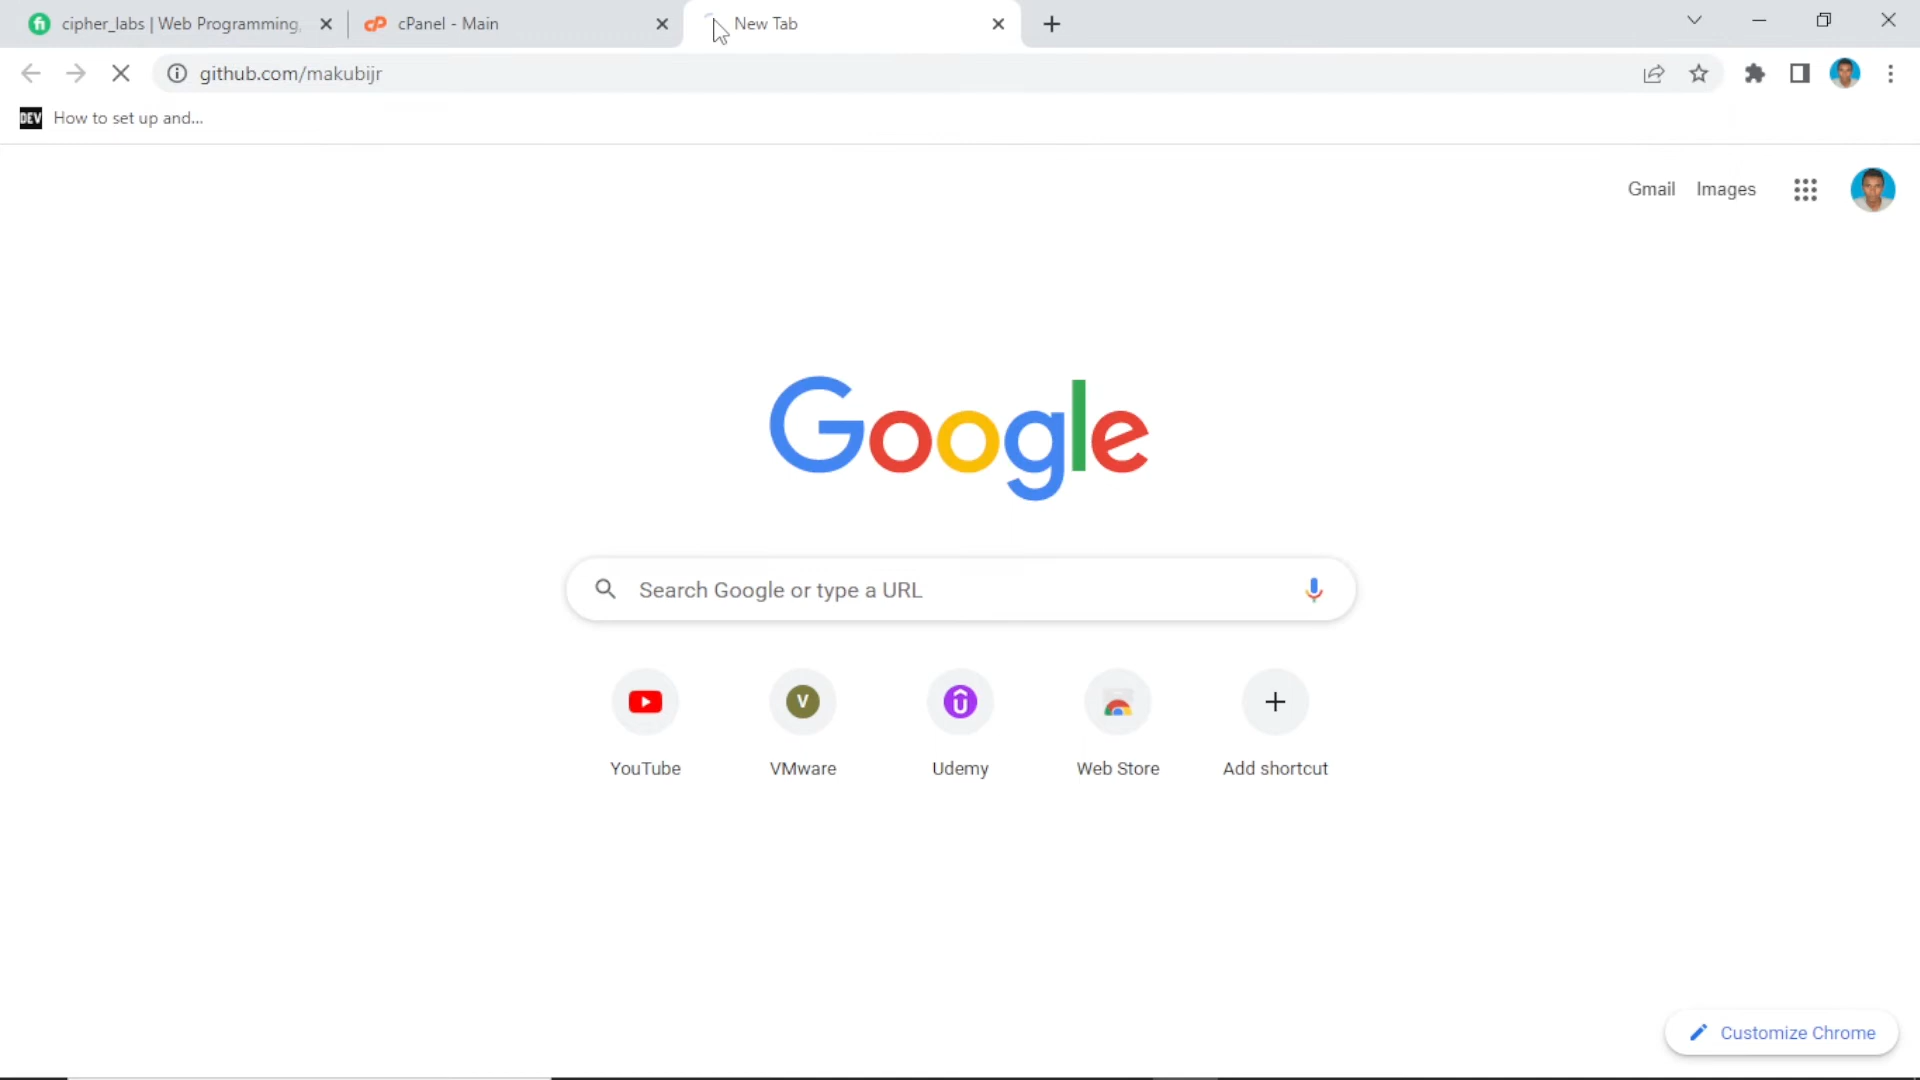 cipher_labs | Web Programming,
cPanel - Main
New Tab
github.com/makubijr
DEV How to set up and...
Gmail Images
Google
Search Google or type a URL
V
YouTube VMware Udemy Web Store Add shortcut
Customize Chrome